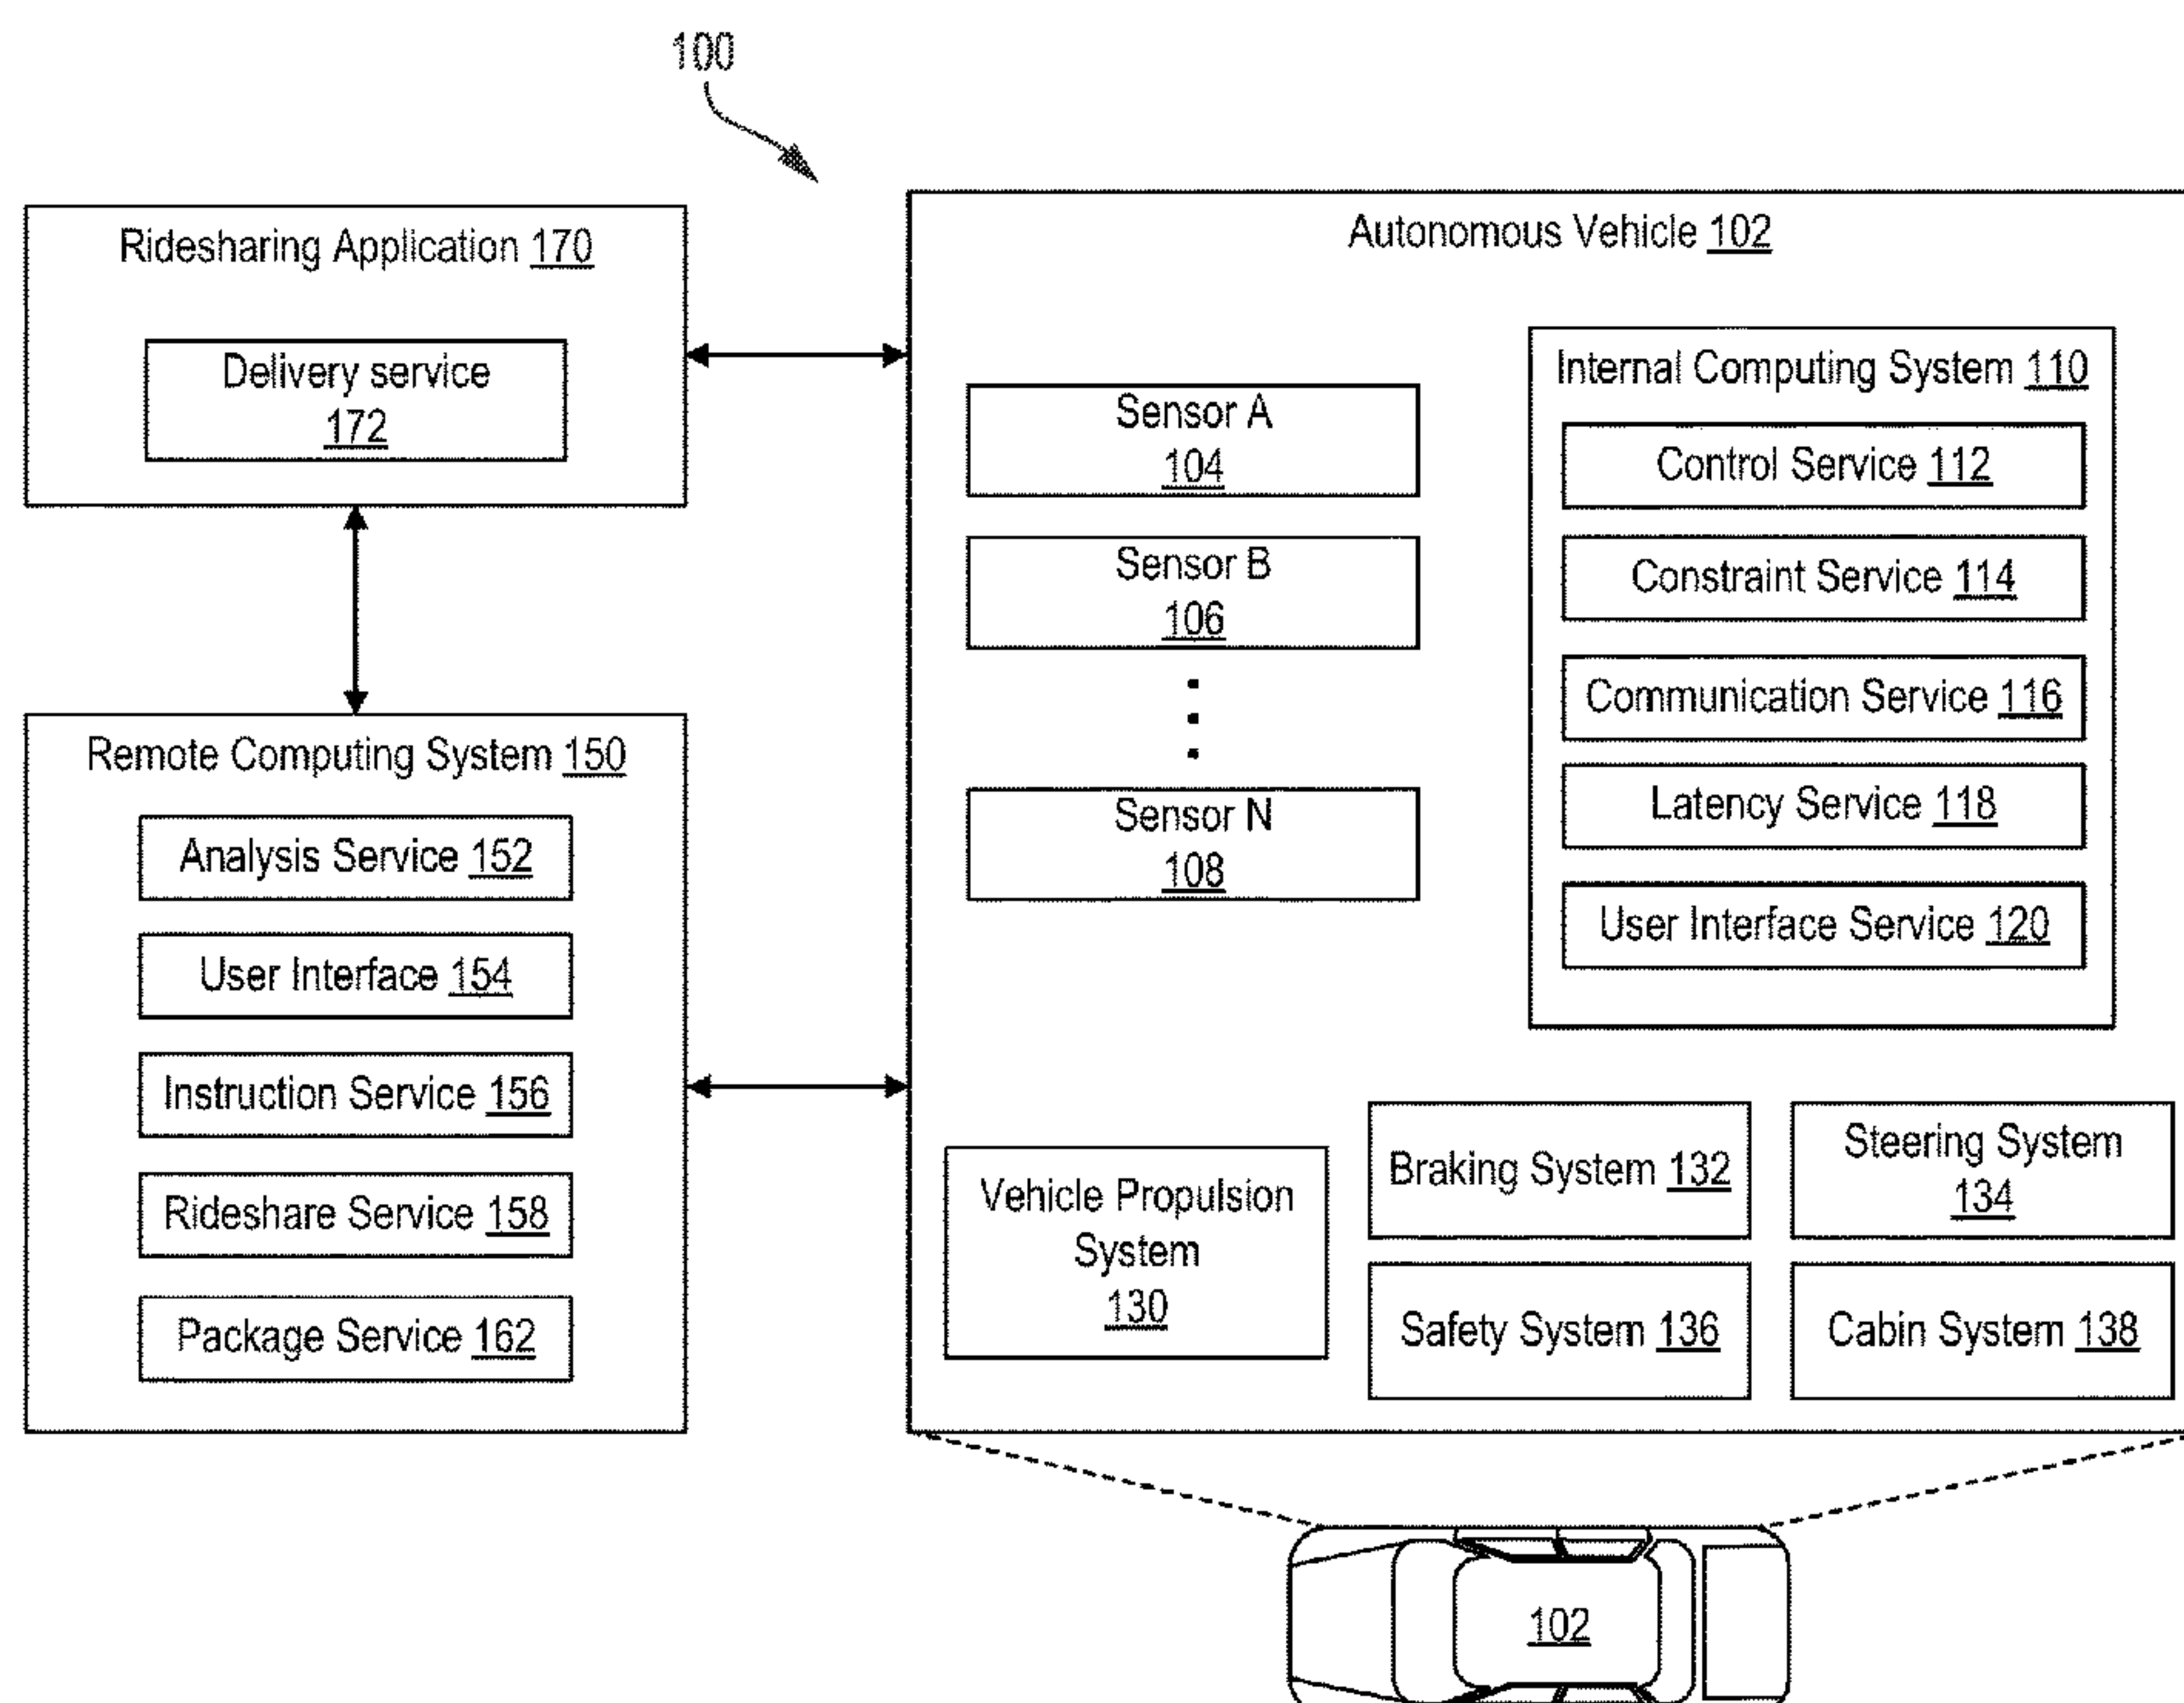 100
Ridesharing Application 170
Delivery service
172
Remote Computing System 150
Analysis Service 152
User Interface 154
Instruction Service 156
Rideshare Service 158
Package Service 162
Autonomous Vehicle 102
Sensor A
104
Sensor B
106
Sensor N
108
Internal Computing System 110
Control Service 112
Constraint Service 114
Communication Service 116
Latency Service 118
User Interface Service 120
Vehicle Propulsion
System
130
Braking System 132
Steering System
134
Safety System 136
Cabin System 138
102